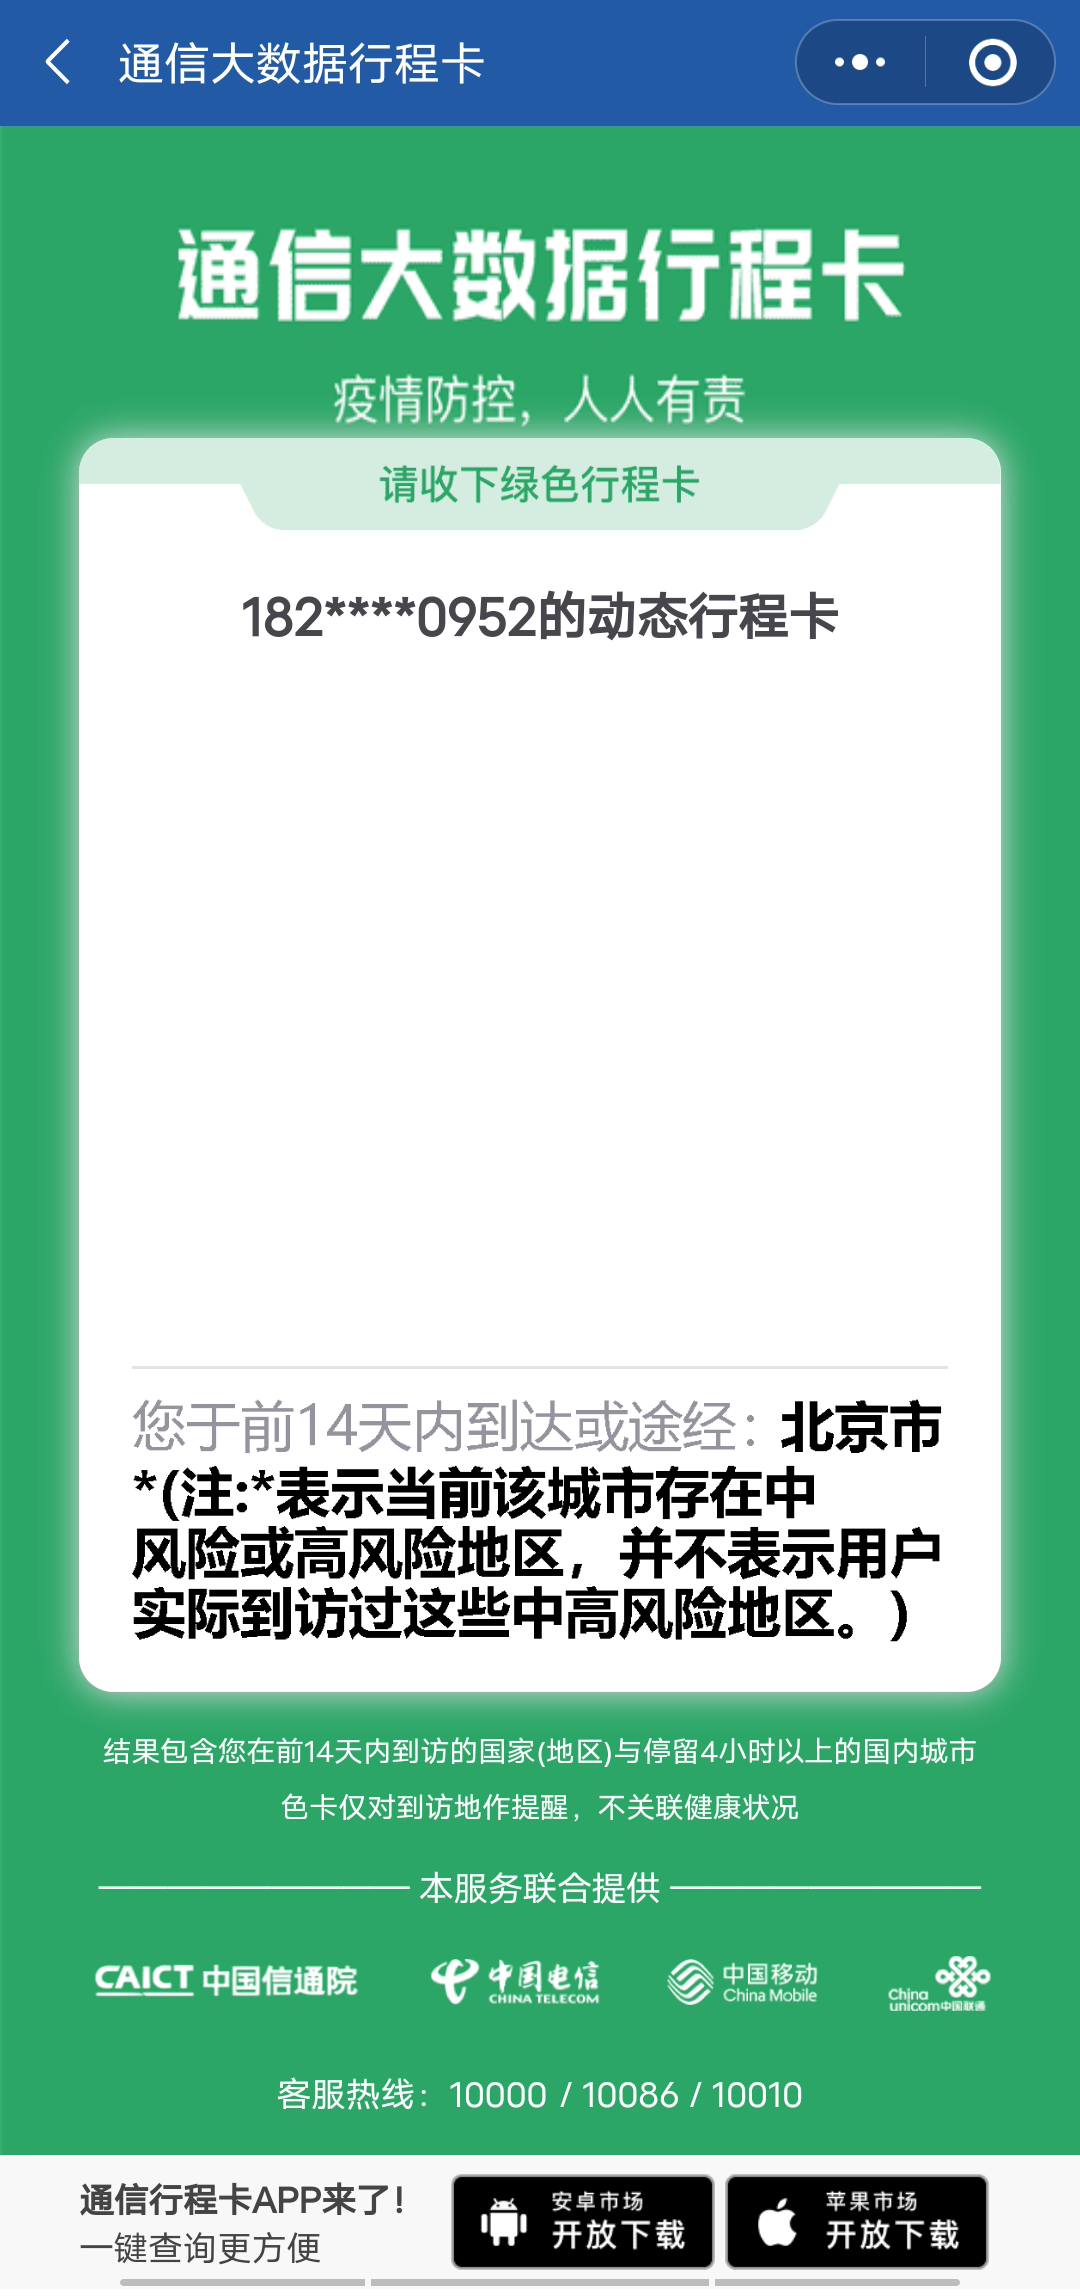 通信大数据行程卡
通信大数据行程卡
疫情防控，人人有责
请收下绿色行程卡
182****0952的动态行程卡
您于前14天内到达或途经：北京市
*(注:*表示当前该城市存在中
风险或高风险地区，并不表示用户
实际到访过这些中高风险地区。)
结果包含您在前14天内到访的国家(地区)与停留4小时以上的国内城市
色卡仅对到访地作提醒，不关联健康状况
本服务联合提供
CAICT 中国信通院
中国电信
CHINA TELECOM
中国移动
China Mobile
China
unicom中国联通
客服热线：10000 / 10086 / 10010
通信行程卡APP来了!
一键查询更方便
安卓市场
开放下载
苹果市场
开放下载